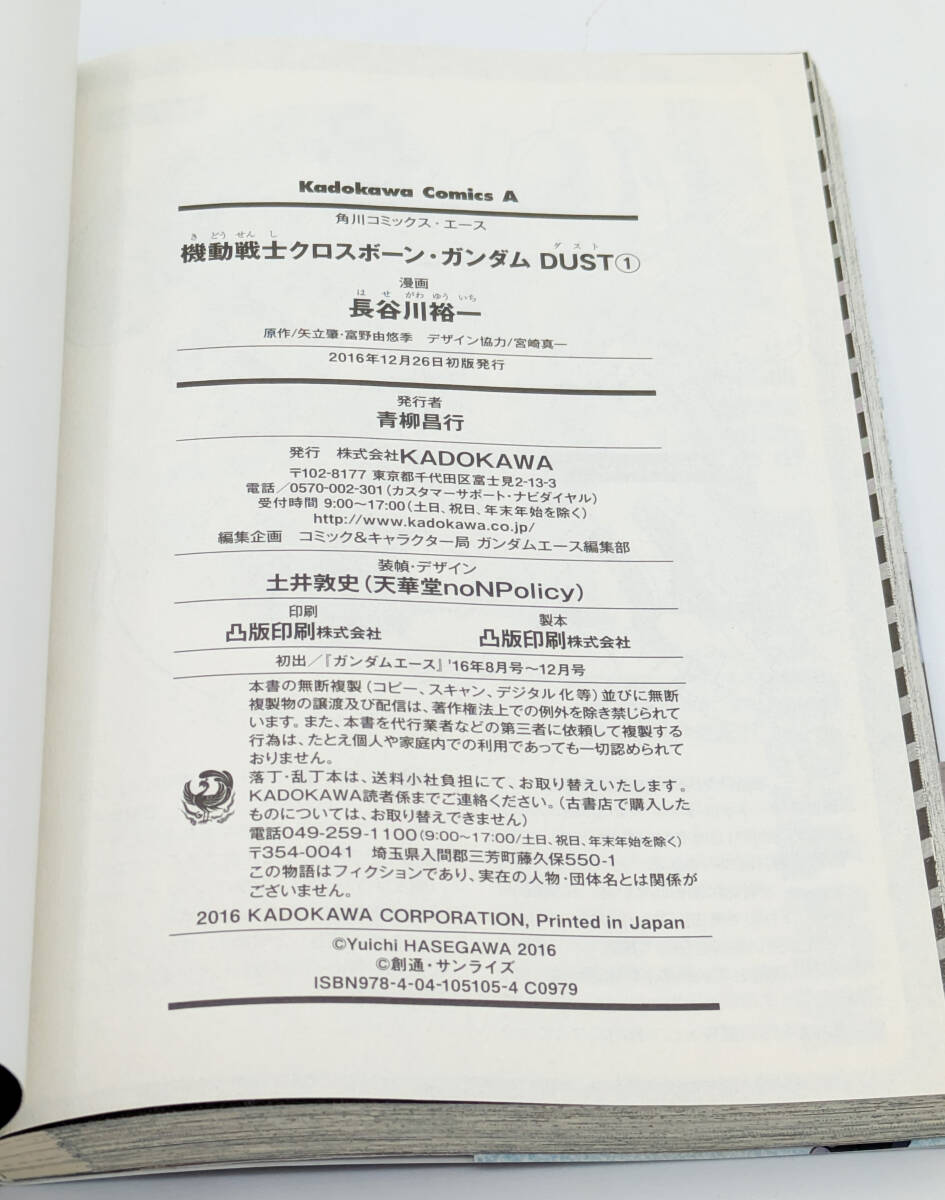 Kadokawa Comics A
角川コミックス・エース
き どう せん し
ダスト
機動戦士クロスボーン・ガンダム DUST①
漫画
は せ がわ ゆう いち
長谷川裕一
原作/矢立肇・富野由悠季 デザイン協力/宮崎真一
2016年12月26日初版発行
発行者
青柳昌行
発行 株式会社KADOKAWA
〒102-8177 東京都千代田区富士見2-13-3
電話/0570-002-301(カスタマーサポート・ナビダイヤル)
受付時間 9:00～17:00(土日、祝日、年末年始を除く)
http://www.kadokawa.co.jp/
編集企画 コミック&キャラクター局 ガンダムエース編集部
装幀・デザイン
土井敦史(天華堂noNPolicy)
印刷
凸版印刷株式会社
製本
凸版印刷株式会社
初出/『ガンダムエース』'16年8月号～12月号
本書の無断複製(コピー、スキャン、デジタル化等)並びに無断
複製物の譲渡及び配信は、著作権法上での例外を除き禁じられて
います。また、本書を代行業者などの第三者に依頼して複製する
行為は、たとえ個人や家庭内での利用であっても一切認められて
おりません。
落丁・乱丁本は、送料小社負担にて、お取り替えいたします。
KADOKAWA読者係までご連絡ください。(古書店で購入した
ものについては、お取り替えできません)
電話049-259-1100(9:00～17:00/土日、祝日、年末年始を除く)
〒354-0041 埼玉県入間郡三芳町藤久保550-1
この物語はフィクションであり、実在の人物・団体名とは関係が
ございません。
2016 KADOKAWA CORPORATION, Printed in Japan
©Yuichi HASEGAWA 2016
©創通・サンライズ
ISBN978-4-04-105105-4 C0979